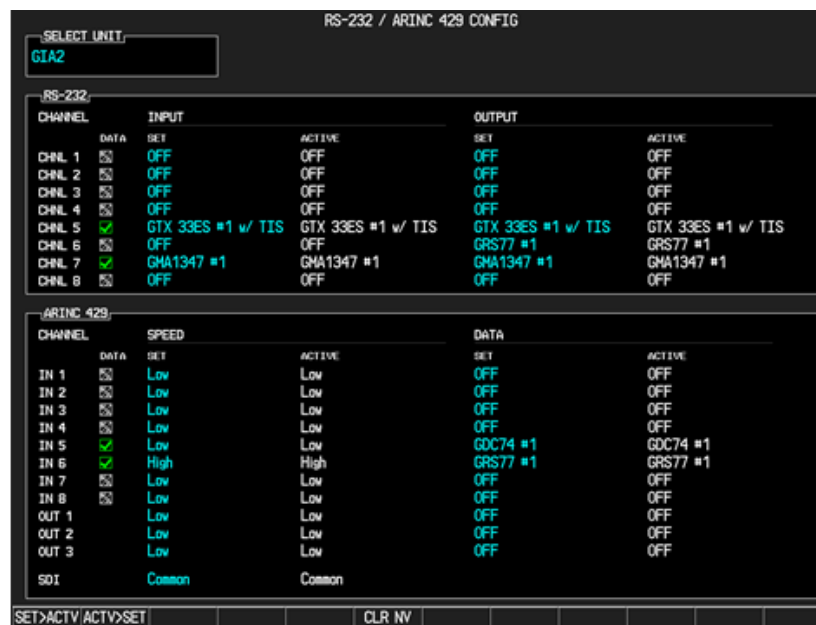 RS-232 / ARINC 429 CONFIG
SELECT UNIT
GIA2
RS-232
CHANNEL INPUT OUTPUT
DATA SET ACTIVE SET ACTIVE
CHNL 1 OFF OFF OFF OFF
CHNL 2 OFF OFF OFF OFF
CHNL 3 OFF OFF OFF OFF
CHNL 4 OFF OFF OFF OFF
CHNL 5 GTX 33ES #1 w/ TIS GTX 33ES #1 w/ TIS GTX 33ES #1 w/ TIS GTX 33ES #1 w/ TIS
CHNL 6 OFF OFF GRS77 #1 GRS77 #1
CHNL 7 GMA1347 #1 GMA1347 #1 GMA1347 #1 GMA1347 #1
CHNL 8 OFF OFF OFF OFF
ARINC 429
CHANNEL SPEED DATA
DATA SET ACTIVE SET ACTIVE
IN 1 Low Low OFF OFF
IN 2 Low Low OFF OFF
IN 3 Low Low OFF OFF
IN 4 Low Low OFF OFF
IN 5 Low Low GDC74 #1 GDC74 #1
IN 6 High High GRS77 #1 GRS77 #1
IN 7 Low Low OFF OFF
IN 8 Low Low OFF OFF
OUT 1 Low Low OFF OFF
OUT 2 Low Low OFF OFF
OUT 3 Low Low OFF OFF
SDI Common Common
SET>ACTV ACTV>SET CLR NV